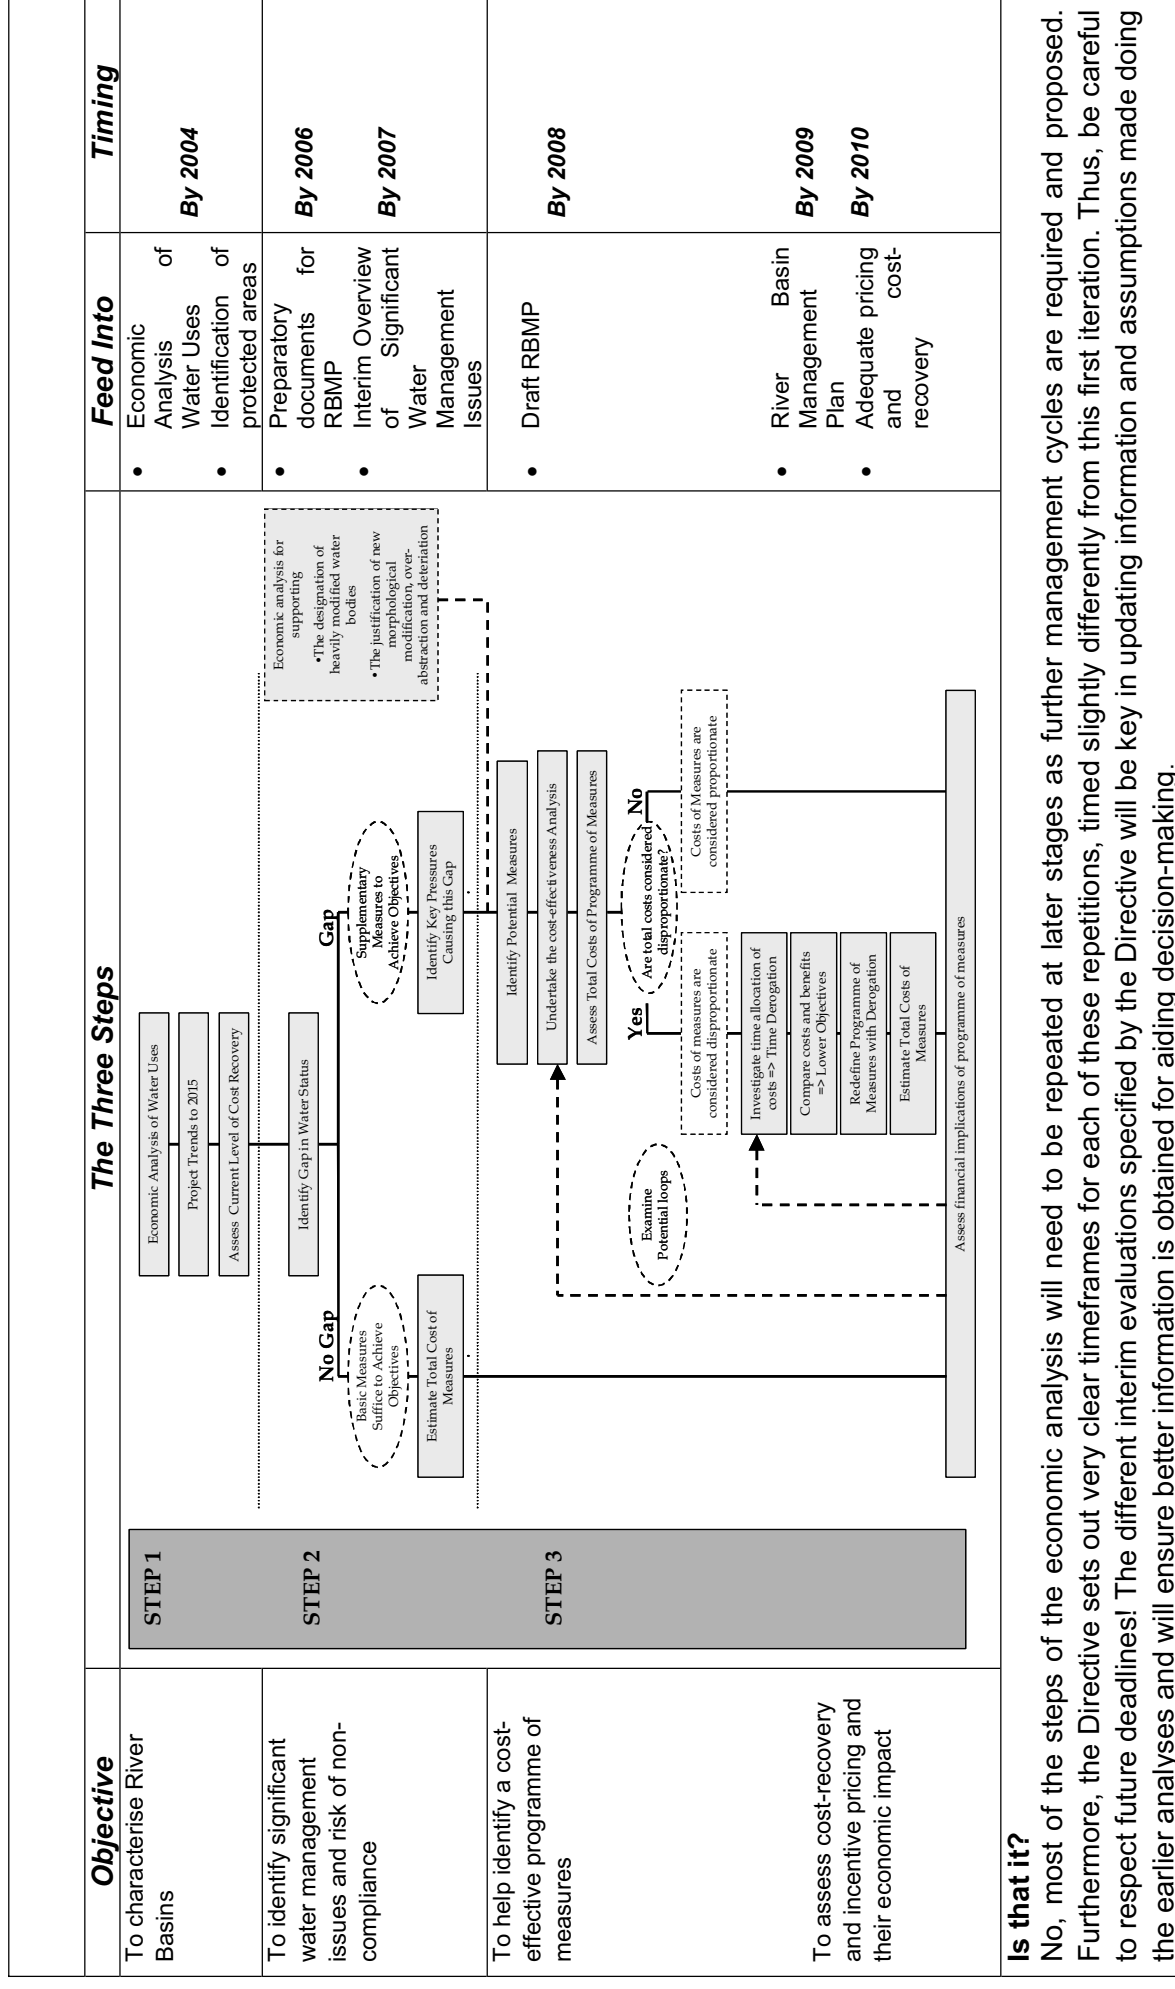 Objective
The Three Steps
Feed Into
Timing
To characterise River
Basins
STEP 1
Economic Analysis of Water Uses
Project Trends to 2015
Assess Current Level of Cost Recovery
• Economic
Analysis of
Water Uses
• Identification of
protected areas
By 2004
To identify significant
water management
issues and risk of non-
compliance
STEP 2
Identify Gap in Water Status
No Gap
Gap
Basic Measures
Suffice to Achieve
Objectives
Supplementary
Measures to
Achieve Objectives
Estimate Total Cost of
Measures
Identify Key Pressures
Causing this Gap
Economic analysis for
supporting
•The designation of
heavily modified water
bodies
• The justification of new
morphological
modification, over-
abstraction and deteriation
• Preparatory
documents for
RBMP
• Interim Overview
of Significant
Water
Management
Issues
By 2006
By 2007
To help identify a cost-
effective programme of
measures
To assess cost-recovery
and incentive pricing and
their economic impact
STEP 3
Identify Potential Measures
Undertake the cost-effectiveness Analysis
Assess Total Costs of Programme of Measures
Yes
Are total costs considered
disproportionate?
No
Examine
Potential loops
Costs of measures are
considered disproportionate
Costs of Measures are
considered proportionate
Investigate time allocation of
costs => Time Derogation
Compare costs and benefits
=> Lower Objectives
Redefine Programme of
Measures with Derogation
Estimate Total Costs of
Measures
Assess financial implications of programme of measures
• Draft RBMP
• River Basin
Management
Plan
• Adequate pricing
and cost-
recovery
By 2008
By 2009
By 2010
Is that it?
No, most of the steps of the economic analysis will need to be repeated at later stages as further management cycles are required and proposed.
Furthermore, the Directive sets out very clear timeframes for each of these repetitions, timed slightly differently from this first iteration. Thus, be careful
to respect future deadlines! The different interim evaluations specified by the Directive will be key in updating information and assumptions made doing
the earlier analyses and will ensure better information is obtained for aiding decision-making.